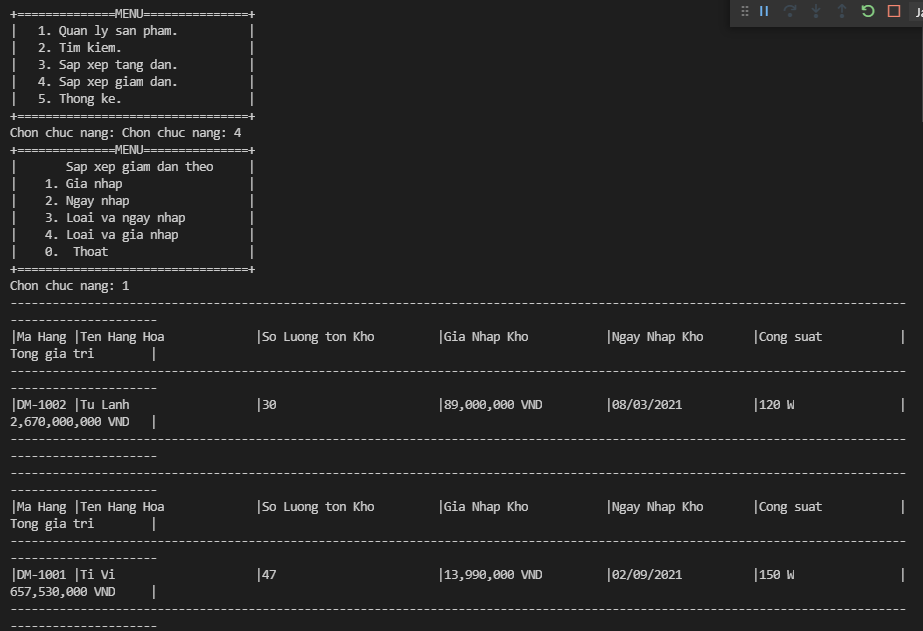 +==============MENU===============+
|   1. Quan ly san pham.          |
|   2. Tim kiem.                  |
|   3. Sap xep tang dan.          |
|   4. Sap xep giam dan.          |
|   5. Thong ke.                  |
+=================================+
Chon chuc nang: Chon chuc nang: 4
+==============MENU===============+
|       Sap xep giam dan theo     |
|    1. Gia nhap                  |
|    2. Ngay nhap                 |
|    3. Loai va ngay nhap         |
|    4. Loai va gia nhap          |
|    0.  Thoat                    |
+=================================+
Chon chuc nang: 1
|Ma Hang |Ten Hang Hoa             |So Luong ton Kho         |Gia Nhap Kho           |Ngay Nhap Kho       |Cong suat           |
Tong gia tri        |
|DM-1002 |Tu Lanh                  |30                       |89,000,000 VND         |08/03/2021          |120 W               |
2,670,000,000 VND   |
|Ma Hang |Ten Hang Hoa             |So Luong ton Kho         |Gia Nhap Kho           |Ngay Nhap Kho       |Cong suat           |
Tong gia tri        |
|DM-1001 |Ti Vi                    |47                       |13,990,000 VND         |02/09/2021          |150 W               |
657,530,000 VND     |